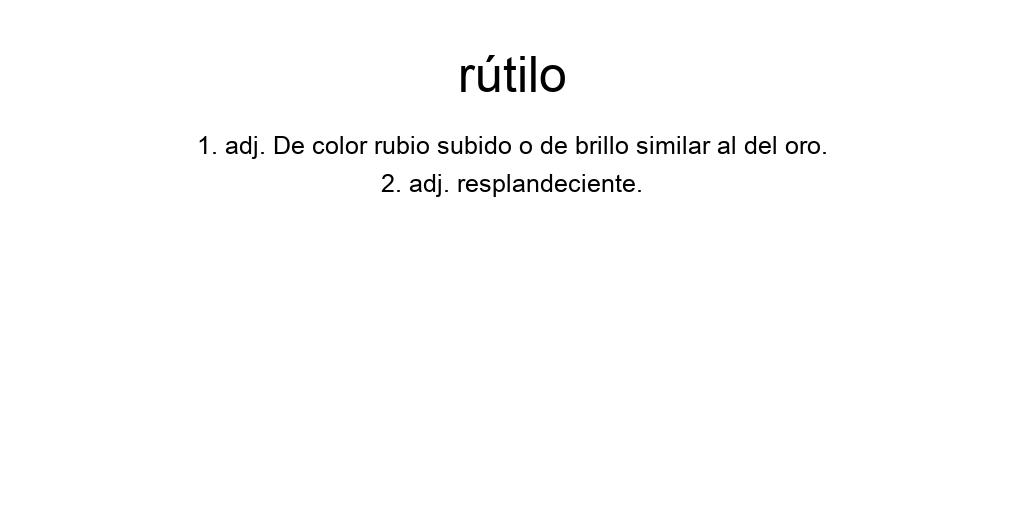 rútilo
1. adj. De color rubio subido o de brillo similar al del oro.
2. adj. resplandeciente.